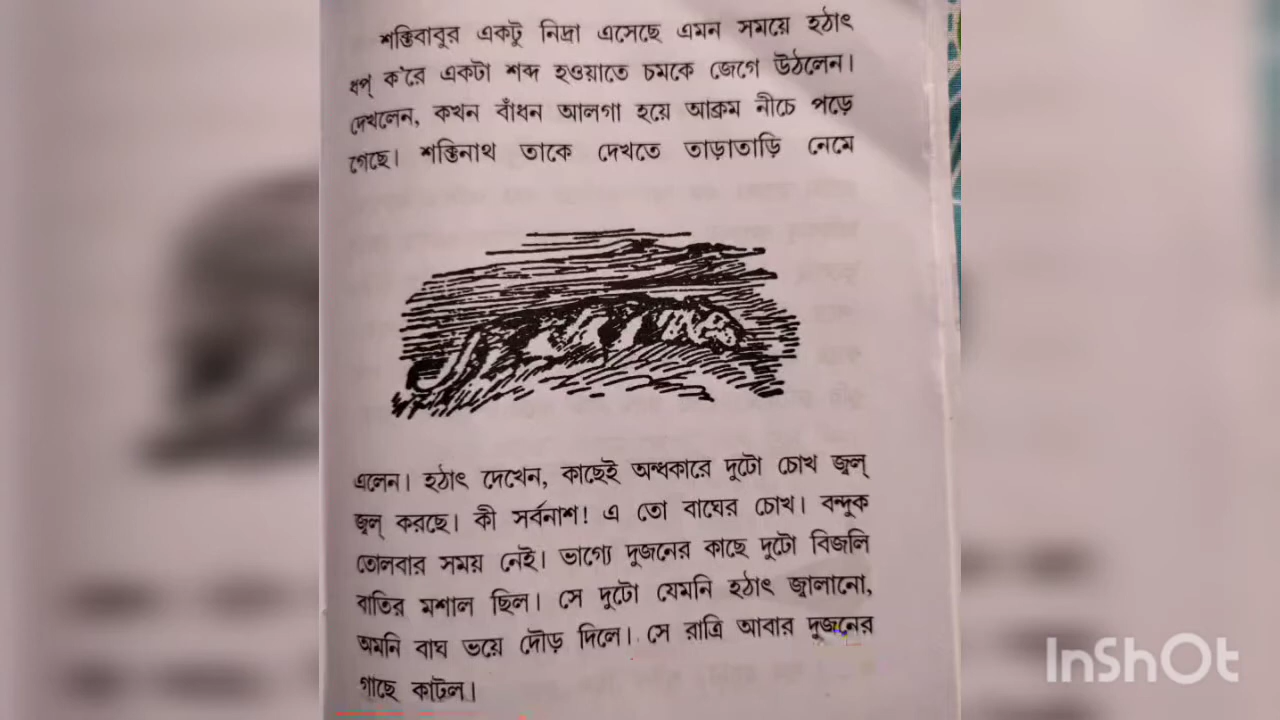 শক্তিবাবুর একটু নিদ্রা এসেছে এমন সময়ে হঠাৎ
ধপ্ ক'রে একটা শব্দ হওয়াতে চমকে জেগে উঠলেন।
দেখলেন, কখন বাঁধন আলগা হয়ে আক্রম নীচে পড়ে
গেছে। শক্তিনাথ তাকে দেখতে তাড়াতাড়ি নেমে
এলেন। হঠাৎ দেখেন, কাছেই অন্ধকারে দুটো চোখ জ্বল্
জ্বল্ করছে। কী সর্বনাশ! এ তো বাঘের চোখ। বন্দুক
তোলবার সময় নেই। ভাগ্যে দুজনের কাছে দুটো বিজলি
বাতির মশাল ছিল। সে দুটো যেমনি হঠাৎ জ্বালানো,
অমনি বাঘ ভয়ে দৌড় দিলে। সে রাত্রি আবার দুজনের
গাছে কাটল।
InShOt